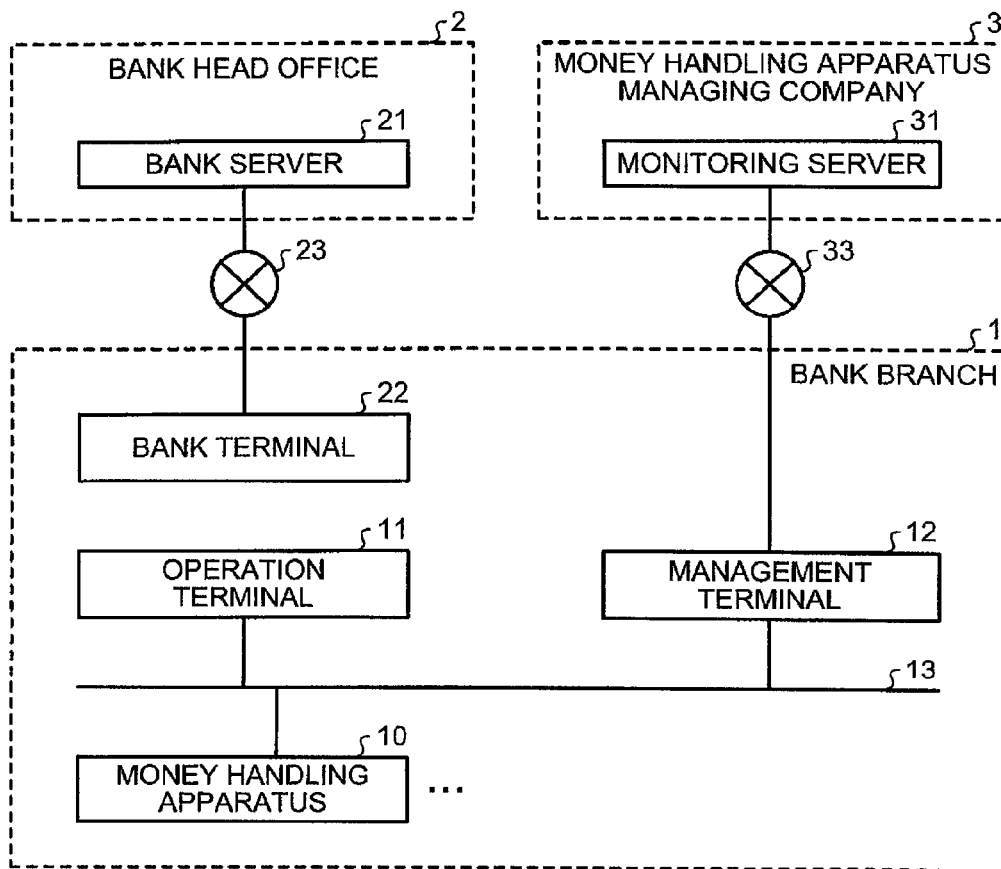 2
BANK HEAD OFFICE
21
BANK SERVER
3
MONEY HANDLING APPARATUS
MANAGING COMPANY
31
MONITORING SERVER
23
33
1
BANK BRANCH
22
BANK TERMINAL
11
OPERATION
TERMINAL
12
MANAGEMENT
TERMINAL
13
10
MONEY HANDLING
APPARATUS
...